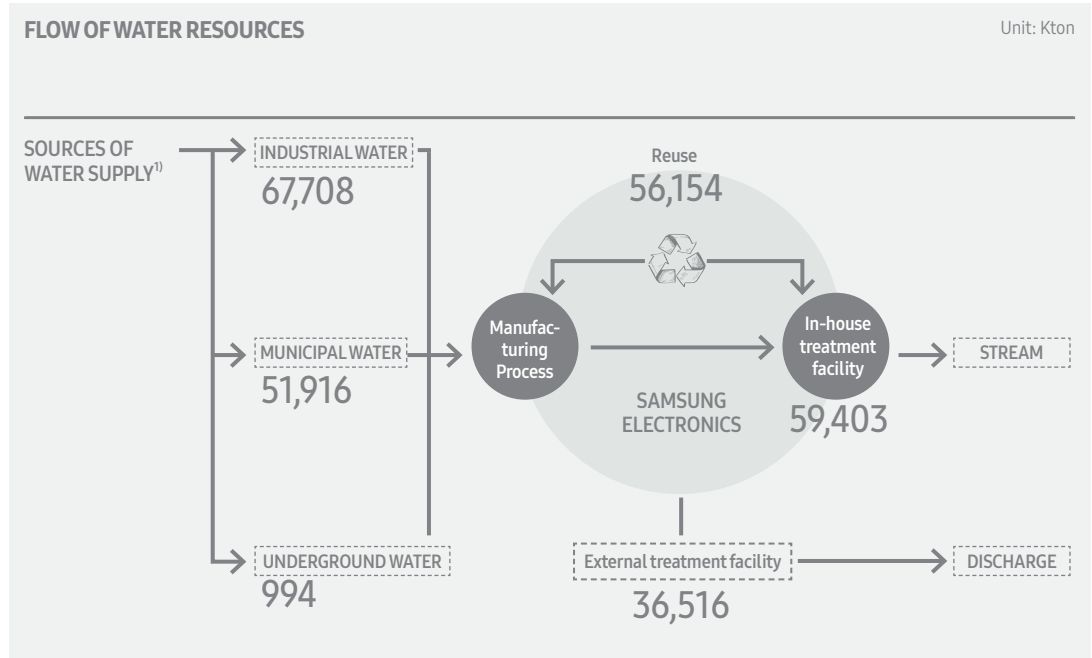 FLOW OF WATER RESOURCES
Unit: Kton
SOURCES OF
WATER SUPPLY1)
INDUSTRIAL WATER
67,708
MUNICIPAL WATER
51,916
UNDERGROUND WATER
994
Reuse
56,154
Manufac-
turing
Process
In-house
treatment
facility
59,403
SAMSUNG
ELECTRONICS
STREAM
External treatment facility
36,516
DISCHARGE